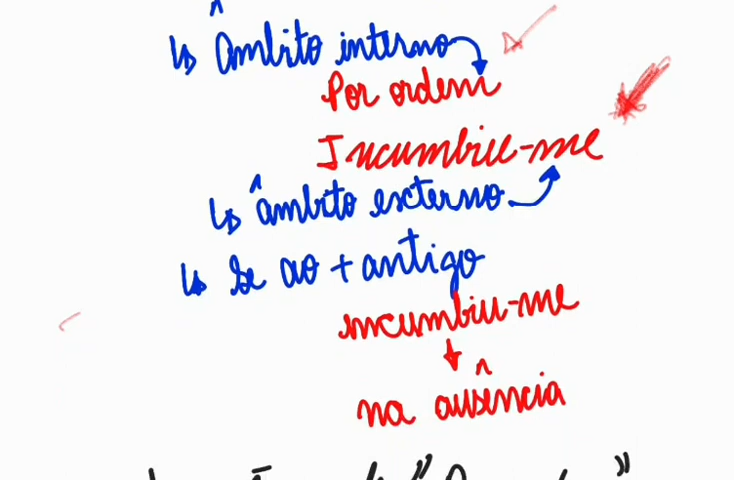 ↳ Âmbito interno
Por ordem
Incumbiu-me
↳ âmbito externo
↳ Se ao + antigo
incumbiu-me
na ausência